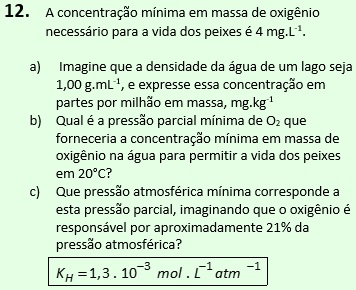 12. A concentração mínima em massa de oxigênio
necessário para a vida dos peixes é 4 mg.L⁻¹.
a) Imagine que a densidade da água de um lago seja
1,00 g.mL⁻¹, e expresse essa concentração em
partes por milhão em massa, mg.kg⁻¹
b) Qual é a pressão parcial mínima de O₂ que
forneceria a concentração mínima em massa de
oxigênio na água para permitir a vida dos peixes
em 20°C?
c) Que pressão atmosférica mínima corresponde a
esta pressão parcial, imaginando que o oxigênio é
responsável por aproximadamente 21% da
pressão atmosférica?
K_H = 1,3 . 10⁻³ mol . L⁻¹ atm ⁻¹